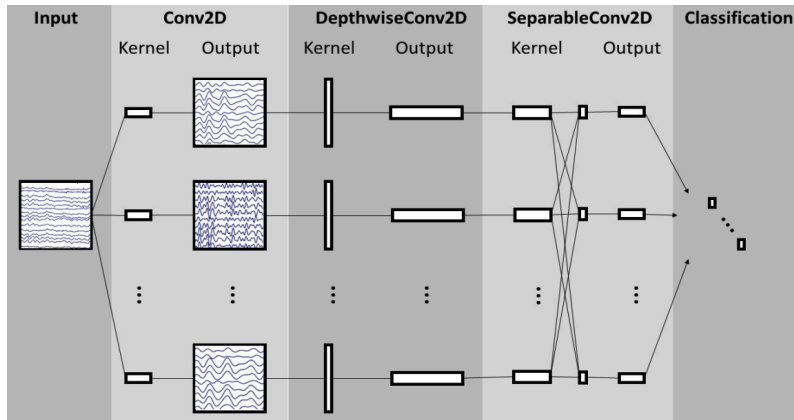 Input Conv2D DepthwiseConv2D SeparableConv2D Classification
Kernel Output Kernel Output Kernel Output